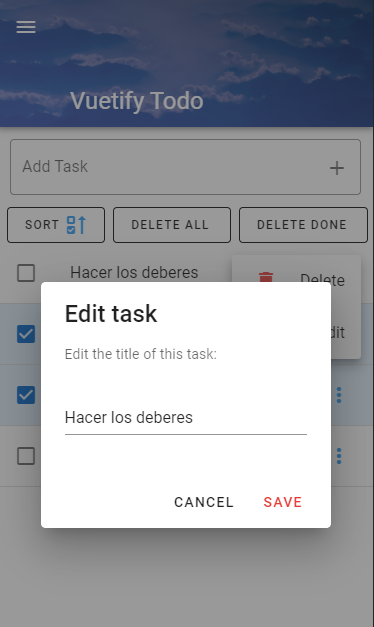 Vuetify Todo
Add Task
SORT DELETE ALL DELETE DONE
Hacer los deberes
Delete
dit
Edit task
Edit the title of this task:
Hacer los deberes
CANCEL SAVE